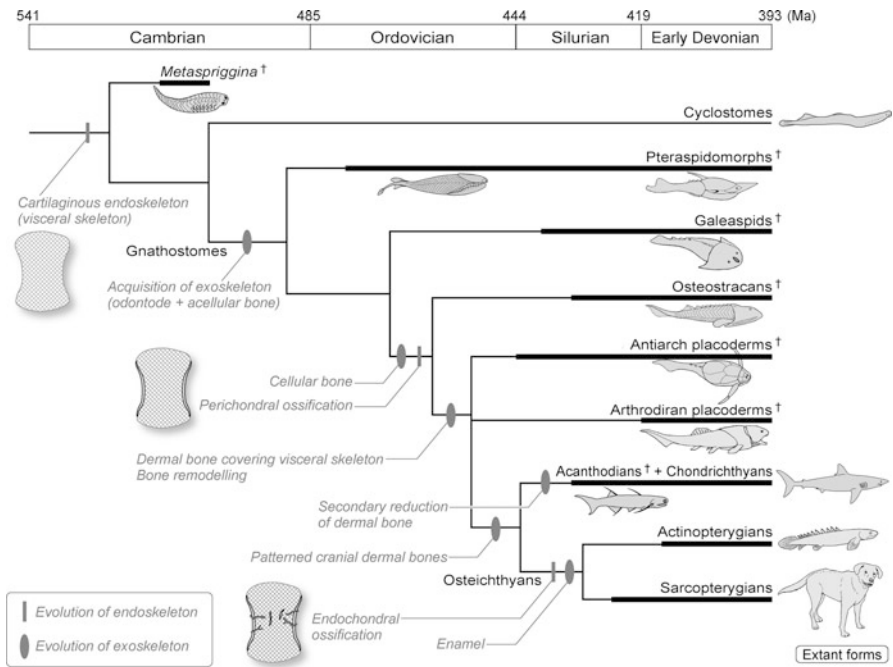 541
485
444
419
393 (Ma)
Cambrian
Ordovician
Silurian
Early Devonian
Metaspriggina †
Cyclostomes
Pteraspidomorphs †
Cartilaginous endoskeleton
(visceral skeleton)
Galeaspids †
Gnathostomes
Acquisition of exoskeleton
(odontode + acellular bone)
Osteostracans †
Antiarch placoderms †
Cellular bone
Perichondral ossification
Arthrodiran placoderms †
Dermal bone covering visceral skeleton
Bone remodelling
Acanthodians † + Chondrichthyans
Secondary reduction
of dermal bone
Actinopterygians
Patterned cranial dermal bones
Osteichthyans
Sarcopterygians
Endochondral
ossification
Enamel
Evolution of endoskeleton
Evolution of exoskeleton
Extant forms